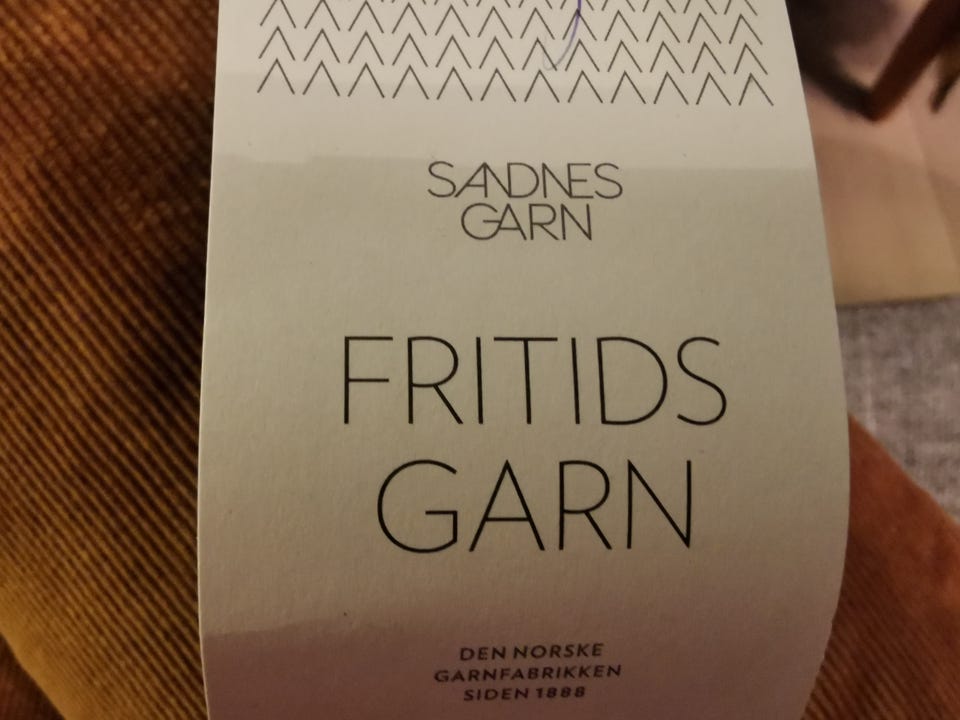 SANDNES
GARN
FRITIDS
GARN
DEN NORSKE
GARNFABRIKKEN
SIDEN 1888